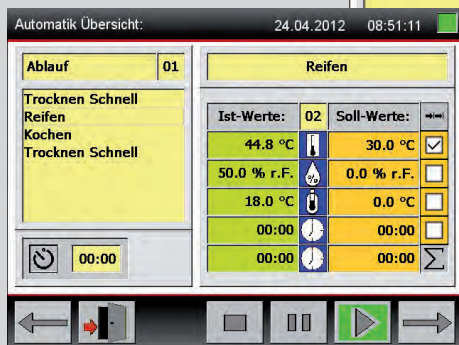 Automatik Übersicht: 24.04.2012 08:51:11
Ablauf 01
Trocknen Schnell
Reifen
Kochen
Trocknen Schnell
00:00
Reifen
Ist-Werte: 02 Soll-Werte:
44.8 °C 30.0 °C
50.0 % r.F. % 0.0 % r.F.
18.0 °C 0.0 °C
00:00 00:00
00:00 00:00 Σ